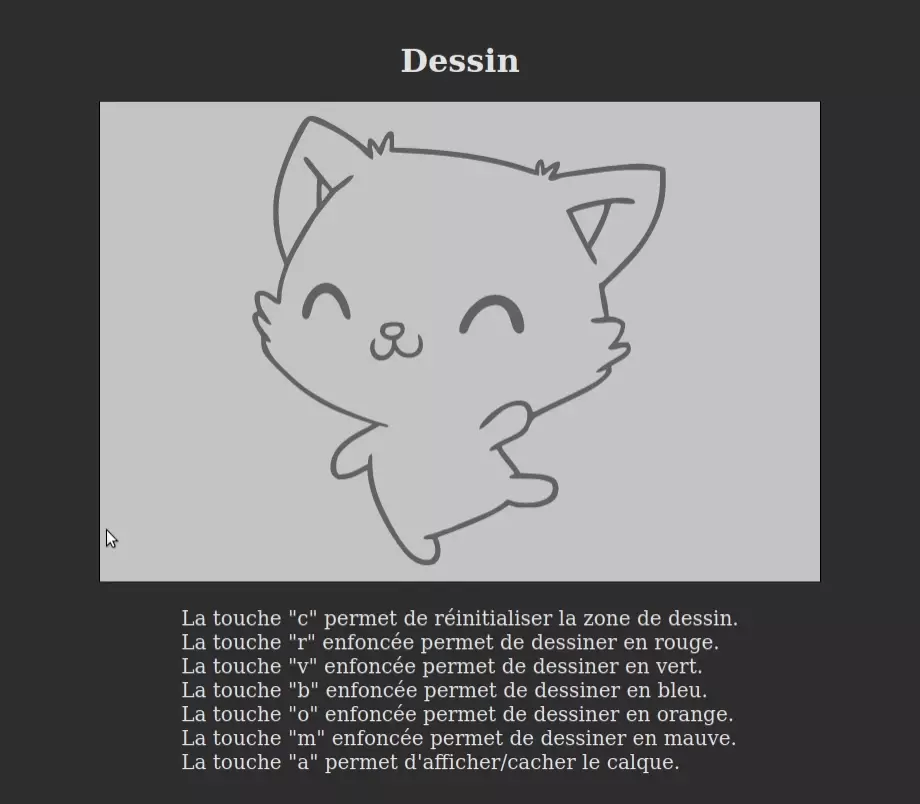 Dessin
La touche "c" permet de réinitialiser la zone de dessin.
La touche "r" enfoncée permet de dessiner en rouge.
La touche "v" enfoncée permet de dessiner en vert.
La touche "b" enfoncée permet de dessiner en bleu.
La touche "o" enfoncée permet de dessiner en orange.
La touche "m" enfoncée permet de dessiner en mauve.
La touche "a" permet d'afficher/cacher le calque.